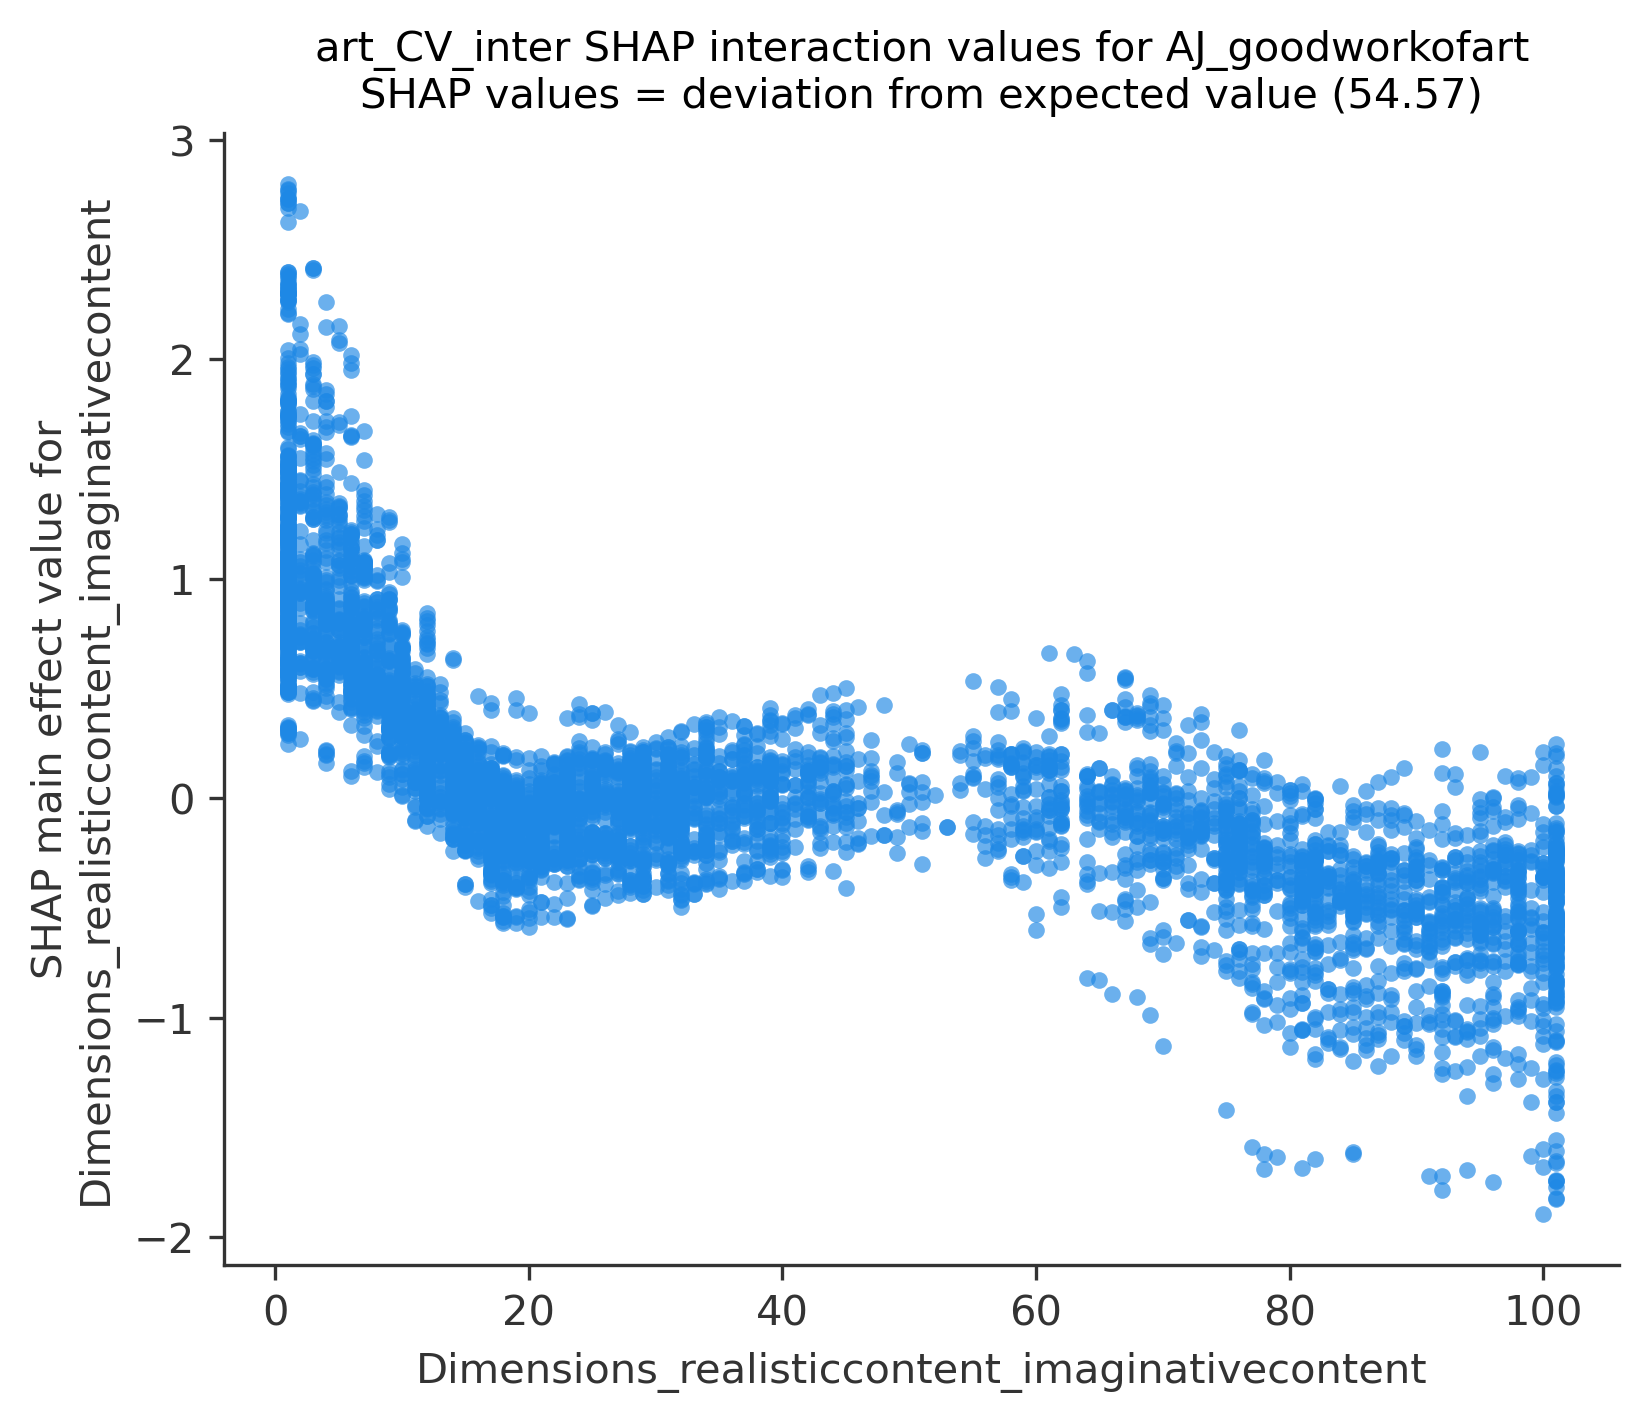 art_CV_inter SHAP interaction values for AJ_goodworkofart
SHAP values = deviation from expected value (54.57)
SHAP main effect value for
Dimensions_realisticcontent_imaginativecontent
3
2
1
0
−1
−2
0
20
40
60
80
100
Dimensions_realisticcontent_imaginativecontent